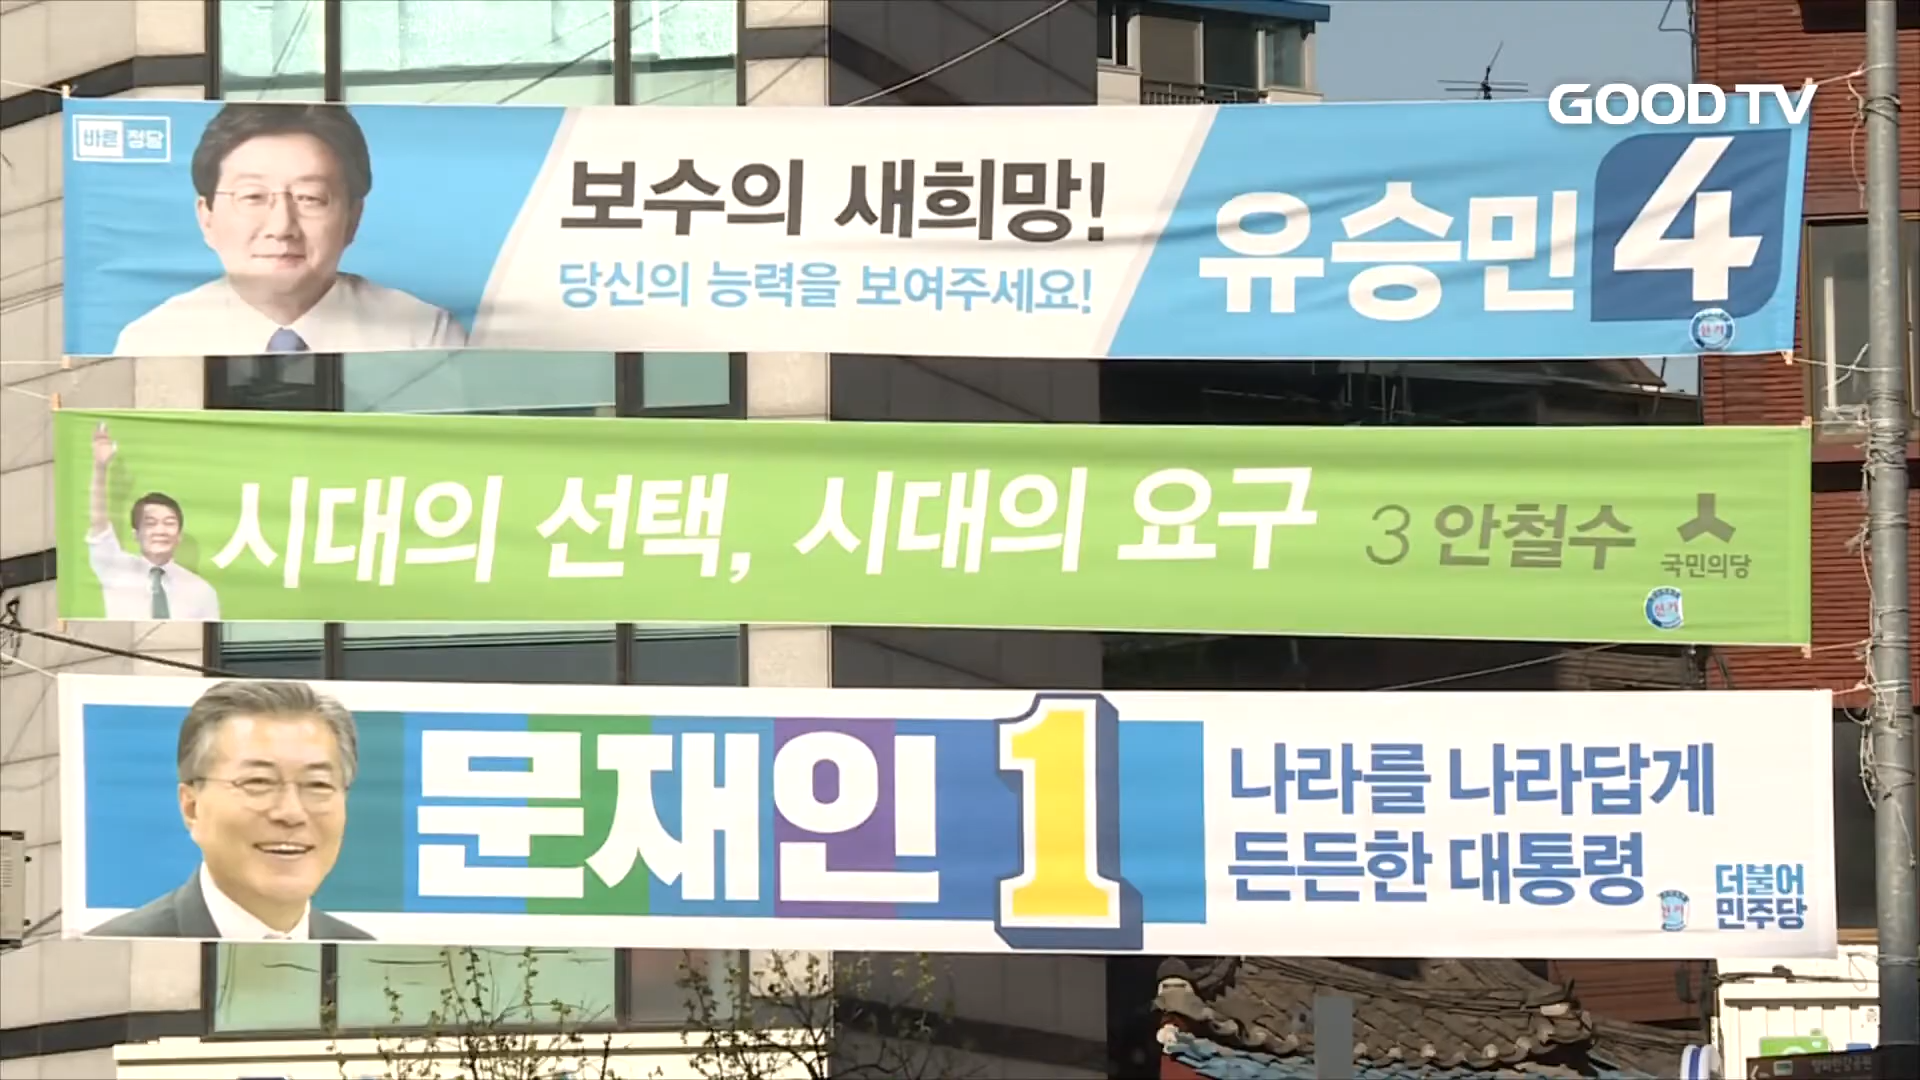 GOOD TV
바른정당
보수의 새희망!
당신의 능력을 보여주세요!
유승민 4
시대의 선택, 시대의 요구
3 안철수
국민의당
문재인 1
나라를 나라답게
든든한 대통령
더불어
민주당